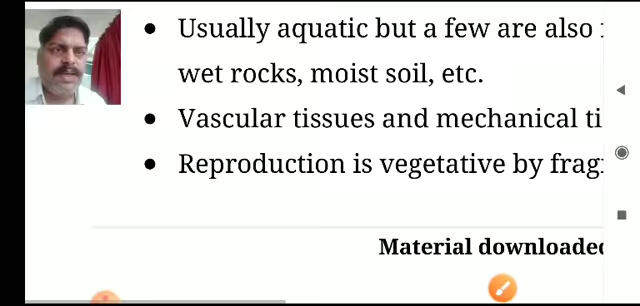 Usually aquatic but a few are also
wet rocks, moist soil, etc.
Vascular tissues and mechanical
Reproduction is vegetative by
Material downloaded